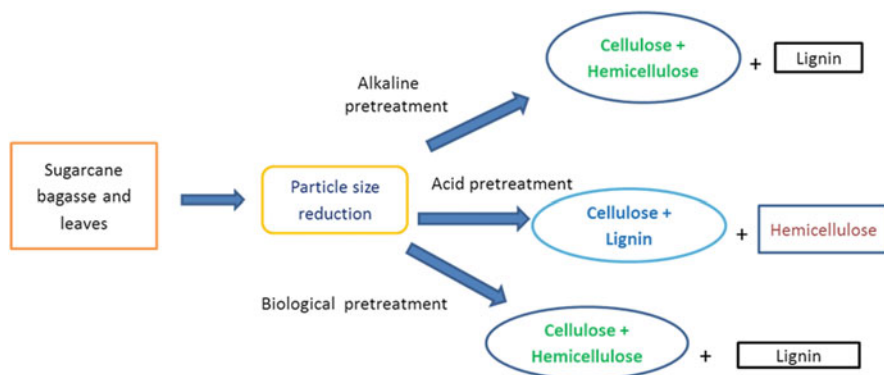 Sugarcane
bagasse and
leaves
Particle size
reduction
Alkaline
pretreatment
Cellulose +
Hemicellulose
+
Lignin
Acid pretreatment
Cellulose +
Lignin
+
Hemicellulose
Biological pretreatment
Cellulose +
Hemicellulose
+
Lignin